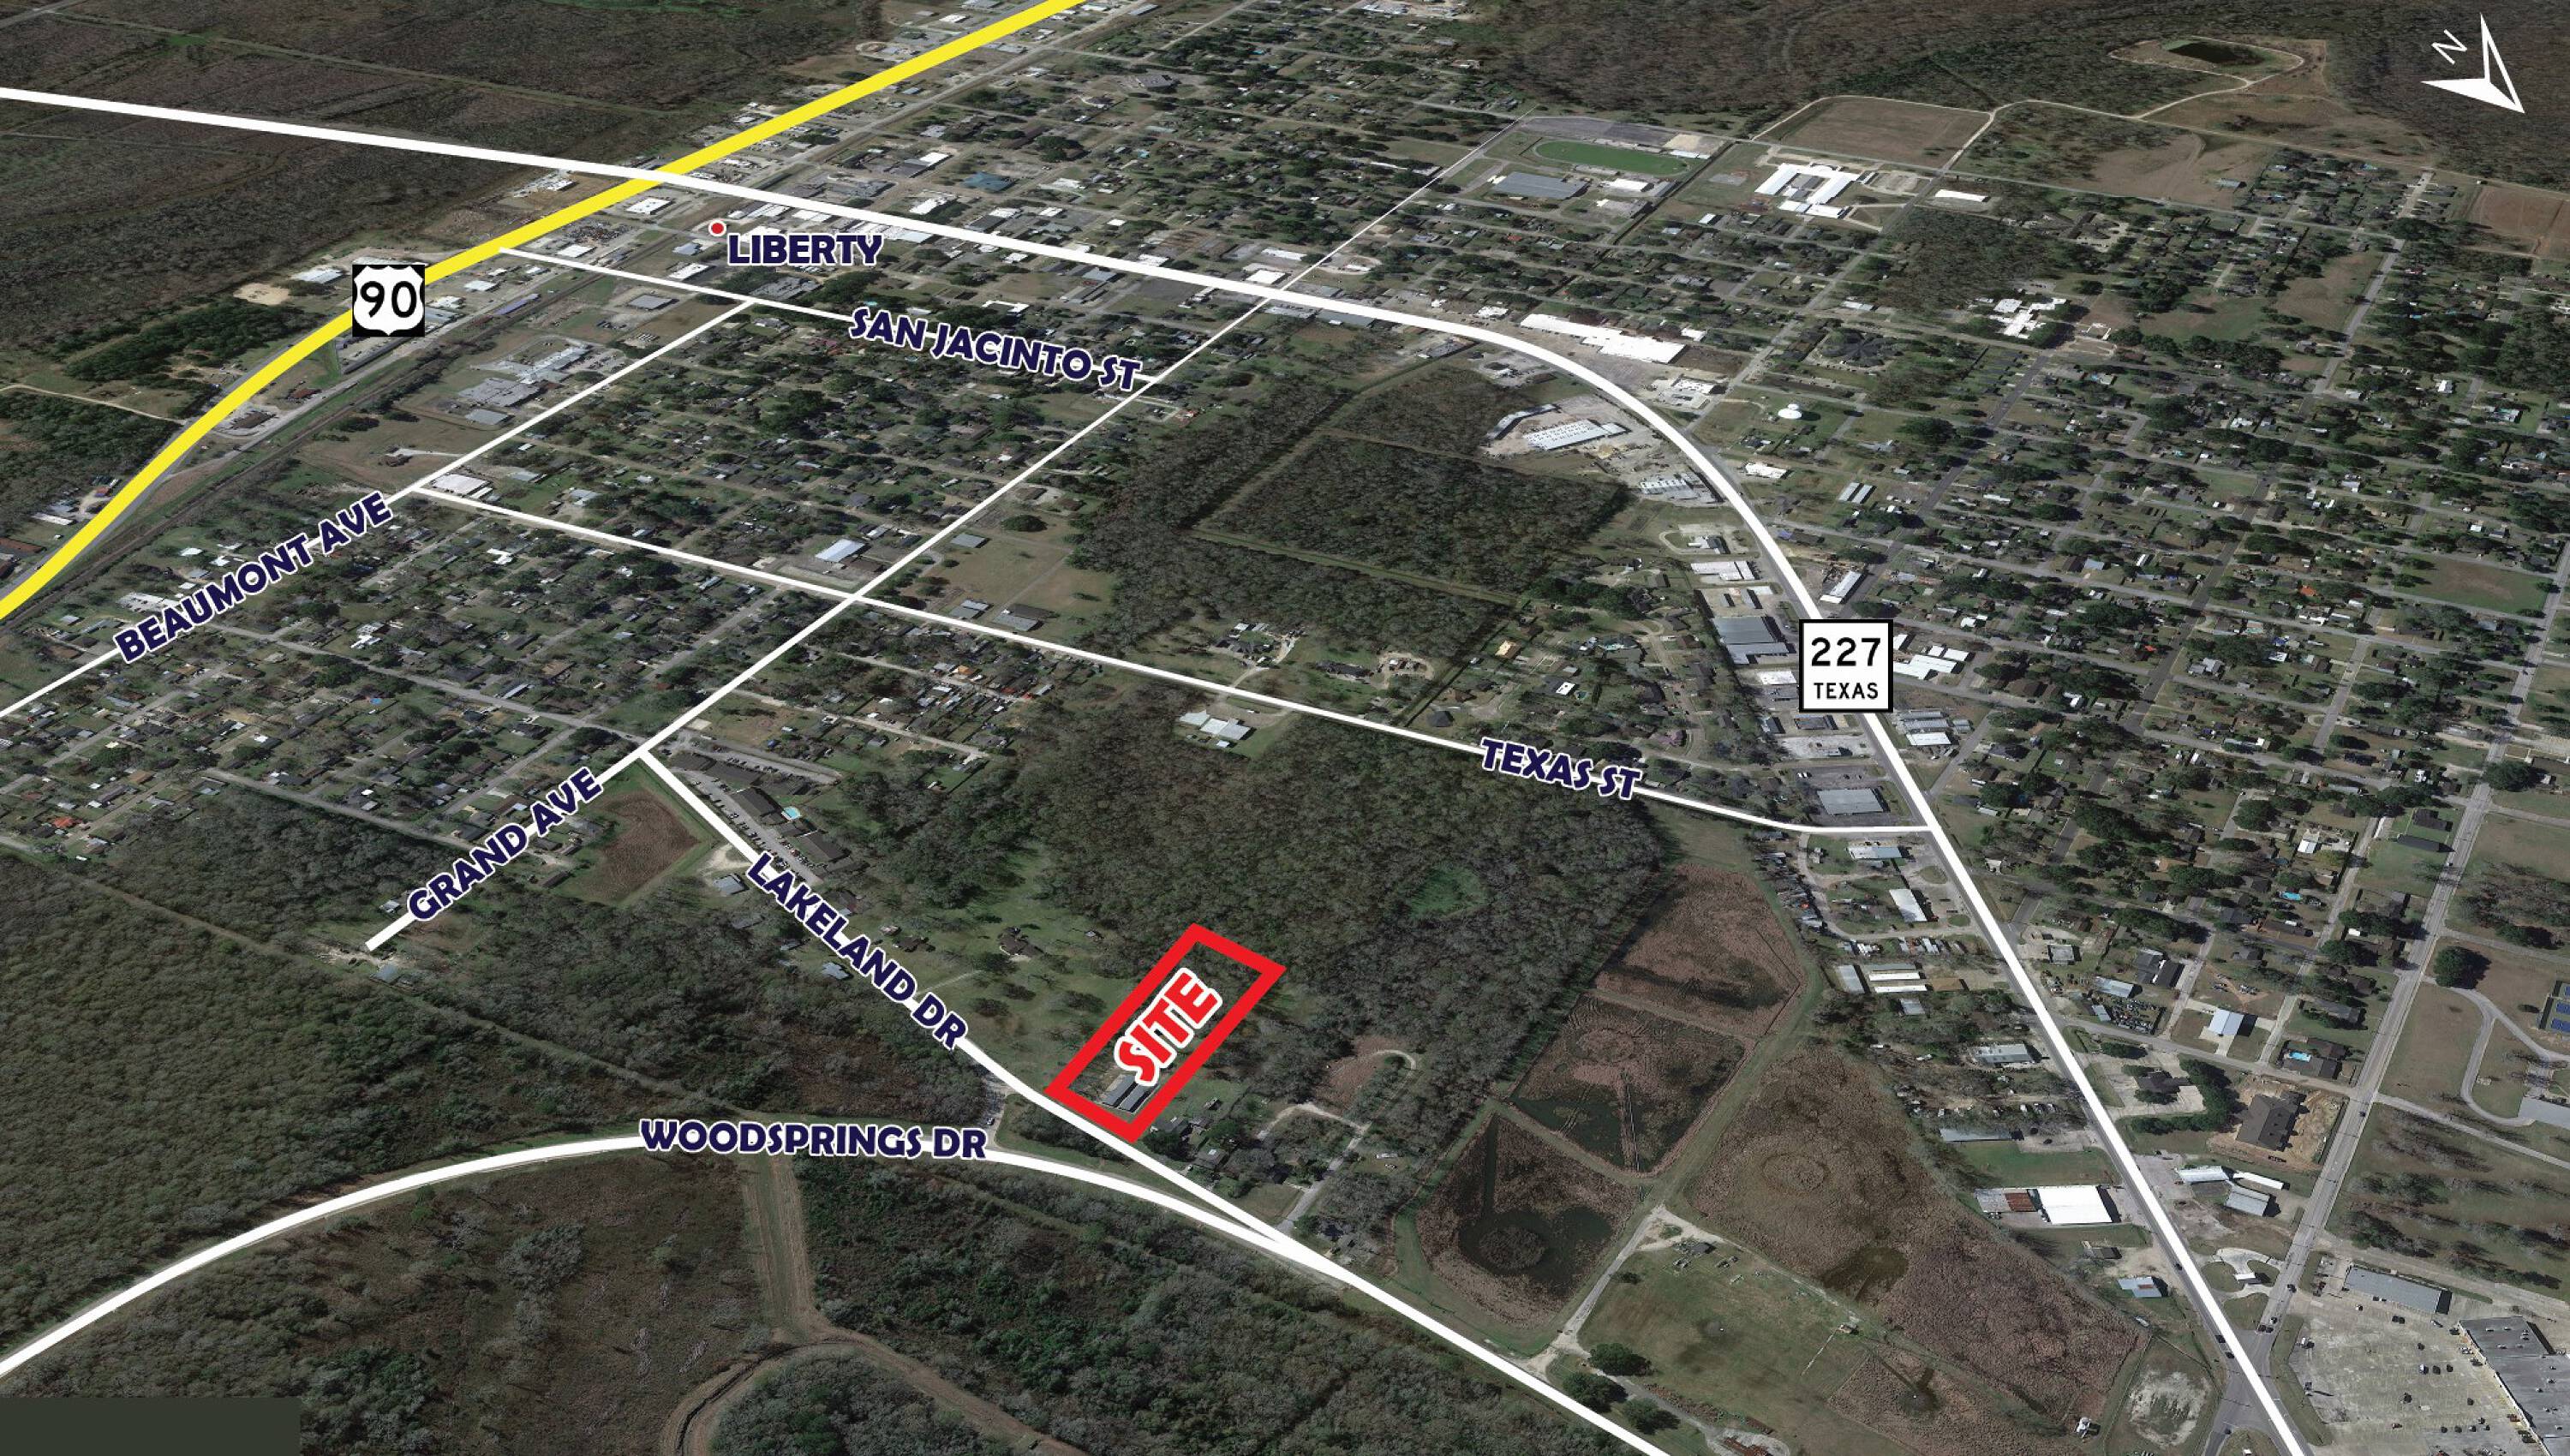 N
90
LIBERTY
SAN JACINTO ST
BEAUMONT AVE
227
TEXAS
TEXAS ST
GRAND AVE
LAKELAND DR
SITE
WOODSPRINGS DR